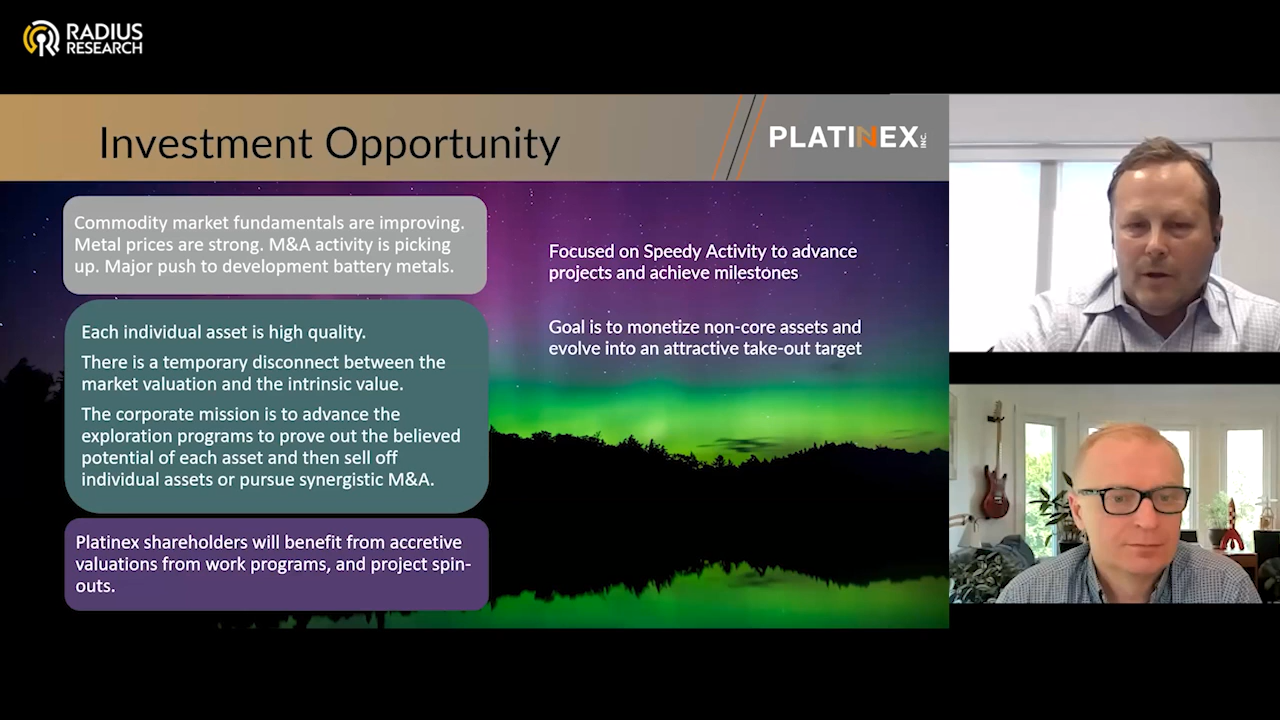 RADIUS
RESEARCH
Investment Opportunity
PLATINEX INC.
Commodity market fundamentals are improving.
Metal prices are strong. M&A activity is picking
up. Major push to development battery metals.
Each individual asset is high quality.
There is a temporary disconnect between the
market valuation and the intrinsic value.
The corporate mission is to advance the
exploration programs to prove out the believed
potential of each asset and then sell off
individual assets or pursue synergistic M&A.
Platinex shareholders will benefit from accretive
valuations from work programs, and project spin-
outs.
Focused on Speedy Activity to advance
projects and achieve milestones
Goal is to monetize non-core assets and
evolve into an attractive take-out target